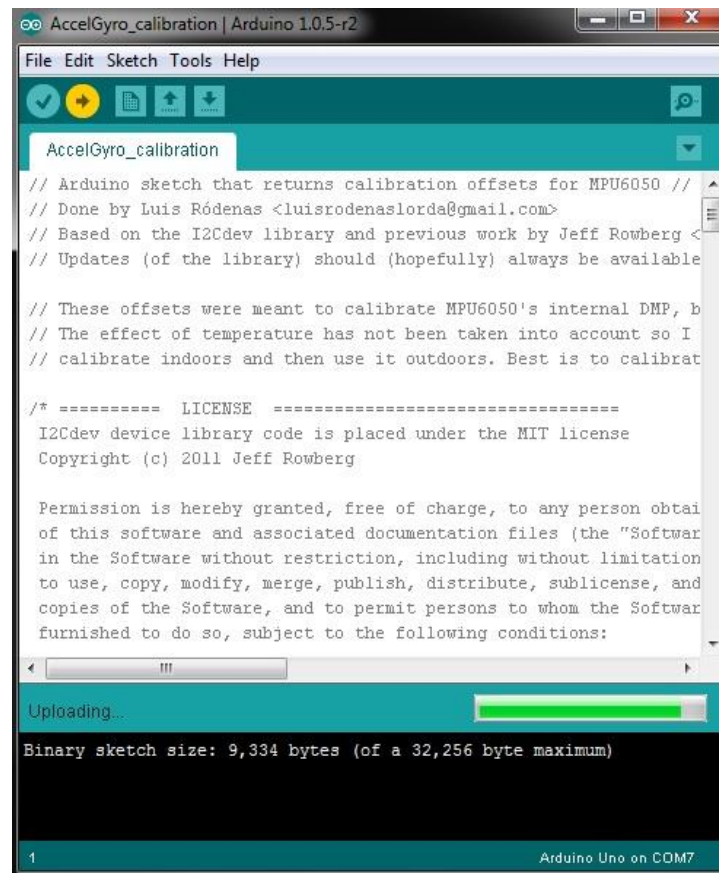 AccelGyro_calibration | Arduino 1.0.5-r2
File Edit Sketch Tools Help
AccelGyro_calibration
// Arduino sketch that returns calibration offsets for MPU6050 //
// Done by Luis Ródenas <luisrodenaslorda@gmail.com>
// Based on the I2Cdev library and previous work by Jeff Rowberg <
// Updates (of the library) should (hopefully) always be available
// These offsets were meant to calibrate MPU6050's internal DMP, b
// The effect of temperature has not been taken into account so I
// calibrate indoors and then use it outdoors. Best is to calibrat
/* ========== LICENSE ==================================
I2Cdev device library code is placed under the MIT license
Copyright (c) 2011 Jeff Rowberg
Permission is hereby granted, free of charge, to any person obtai
of this software and associated documentation files (the "Softwar
in the Software without restriction, including without limitation
to use, copy, modify, merge, publish, distribute, sublicense, and
copies of the Software, and to permit persons to whom the Softwar
furnished to do so, subject to the following conditions:
Uploading...
Binary sketch size: 9,334 bytes (of a 32,256 byte maximum)
1 Arduino Uno on COM7